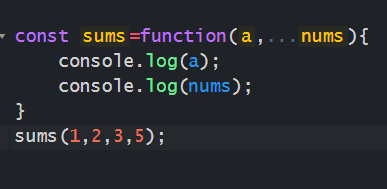 const sums=function(a,...nums){
    console.log(a);
    console.log(nums);
}
sums(1,2,3,5);